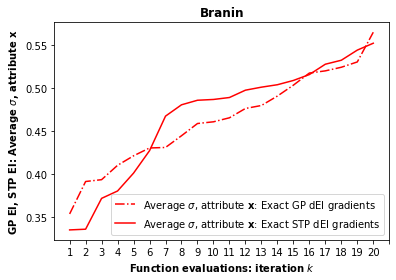 Branin
GP EI, STP EI: Average σ, attribute x
0.55
0.50
0.45
0.40
0.35
Average σ, attribute x: Exact GP dEI gradients
Average σ, attribute x: Exact STP dEI gradients
1 2 3 4 5 6 7 8 9 10 11 12 13 14 15 16 17 18 19 20
Function evaluations: iteration k